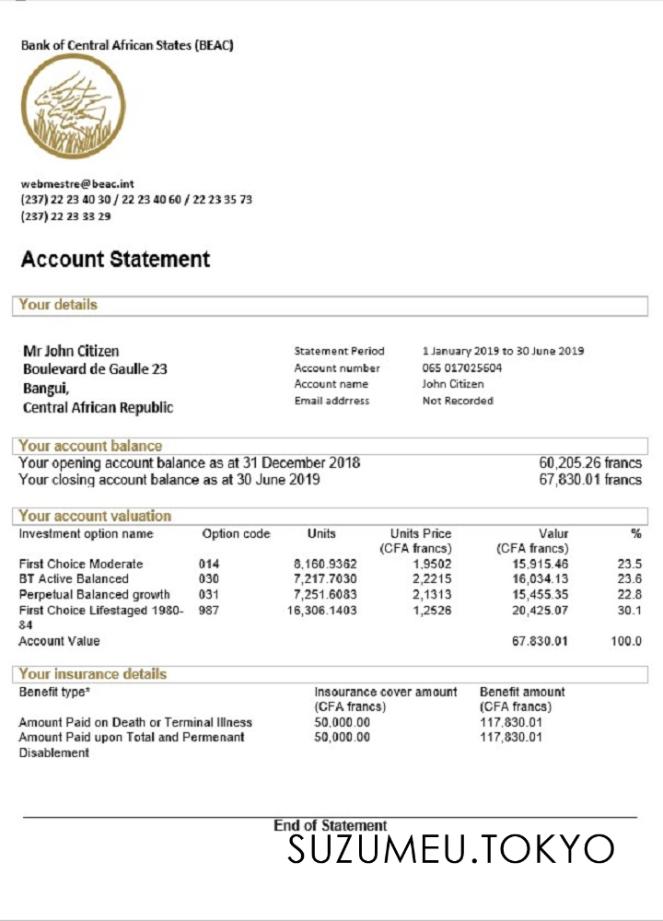 Bank of Central African States (BEAC)
webmestre@beac.int
(237) 22 23 40 30 / 22 23 40 60 / 22 23 35 73
(237) 22 23 33 29
Account Statement
Your details
Mr John Citizen
Boulevard de Gaulle 23
Bangui,
Central African Republic
Statement Period 1 January 2019 to 30 June 2019
Account number 065 017025604
Account name John Citizen
Email addrress Not Recorded
Your account balance
Your opening account balance as at 31 December 2018 60,205.26 francs
Your closing account balance as at 30 June 2019 67,830.01 francs
Your account valuation
Investment option name Option code Units Units Price Valur %
(CFA francs) (CFA francs)
First Choice Moderate 014 8,160.9362 1,9502 15,915.46 23.5
BT Active Balanced 030 7,217.7030 2,2215 16,034.13 23.6
Perpetual Balanced growth 031 7,251.6083 2,1313 15,455.35 22.8
First Choice Lifestaged 1980- 987 16,306.1403 1,2526 20,425.07 30.1
84
Account Value 67.830.01 100.0
Your insurance details
Benefit type* Insourance cover amount Benefit amount
(CFA francs) (CFA francs)
Amount Paid on Death or Terminal Illness 50,000.00 117,830.01
Amount Paid upon Total and Permenant 50,000.00 117,830.01
Disablement
End of Statement
SUZUMEU.TOKYO